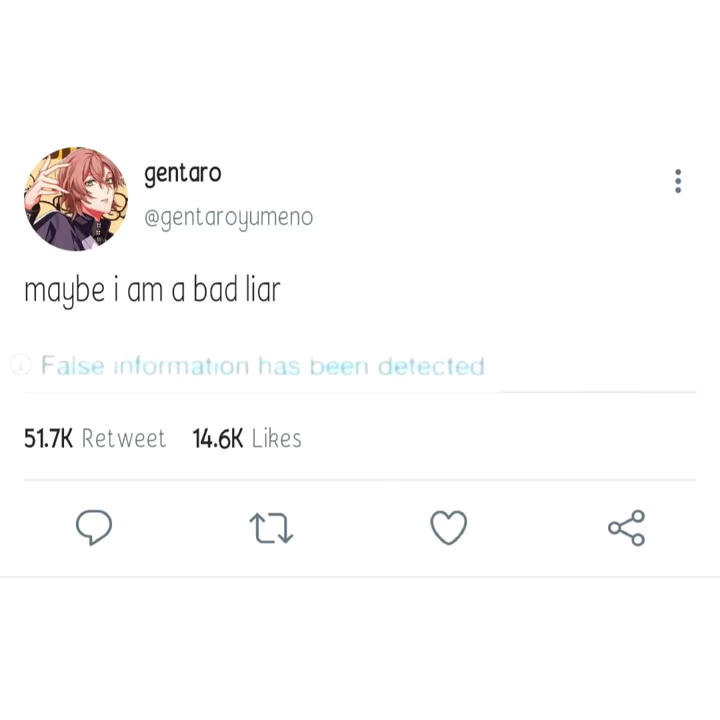 gentaro
@gentaroyumeno
maybe i am a bad liar
False information has been detected
51.7K Retweet 14.6K Likes